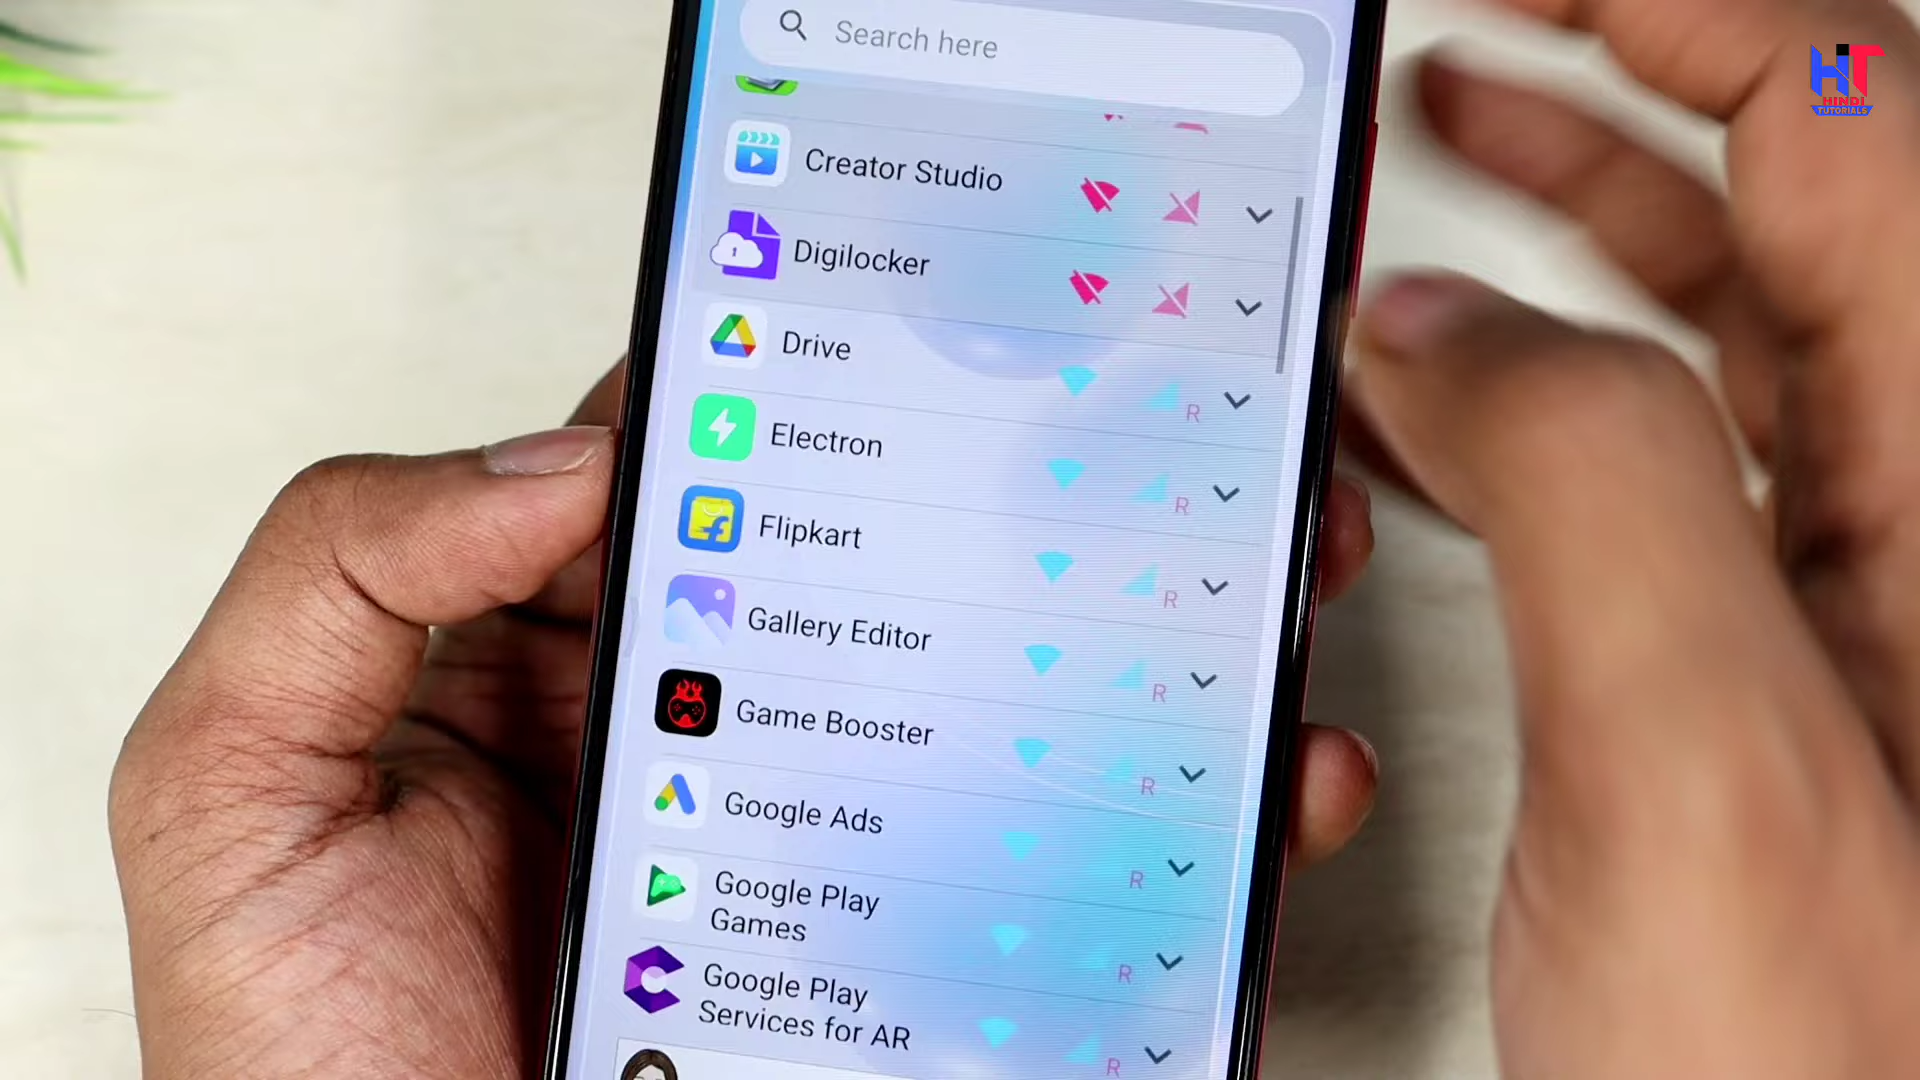 Search here
HT
HINDI
TUTORIALS
Creator Studio
Digilocker
Drive
R
Electron
R
Flipkart
R
Gallery Editor
R
Game Booster
R
Google Ads
R
Google Play
Games
R
Google Play
Services for AR
R